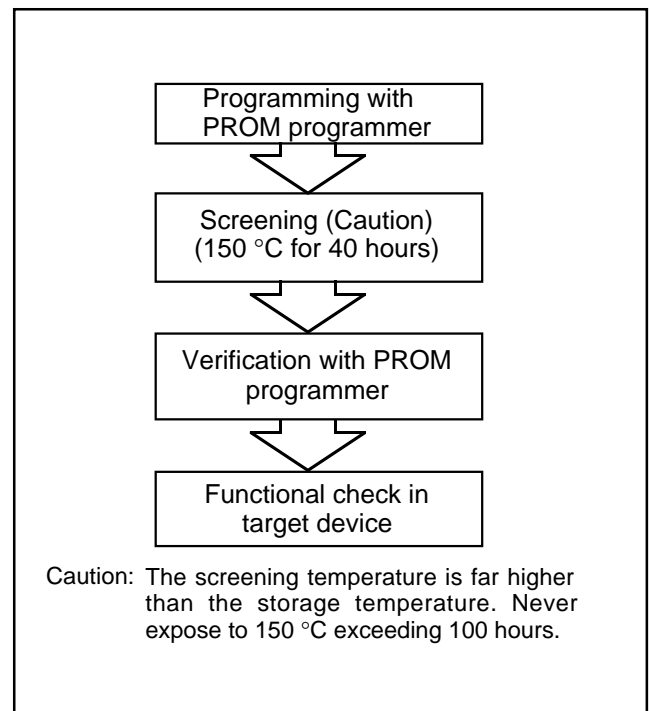 Programming with
PROM programmer
Screening (Caution)
(150 °C for 40 hours)
Verification with PROM
programmer
Functional check in
target device
Caution: The screening temperature is far higher
than the storage temperature. Never
expose to 150 °C exceeding 100 hours.